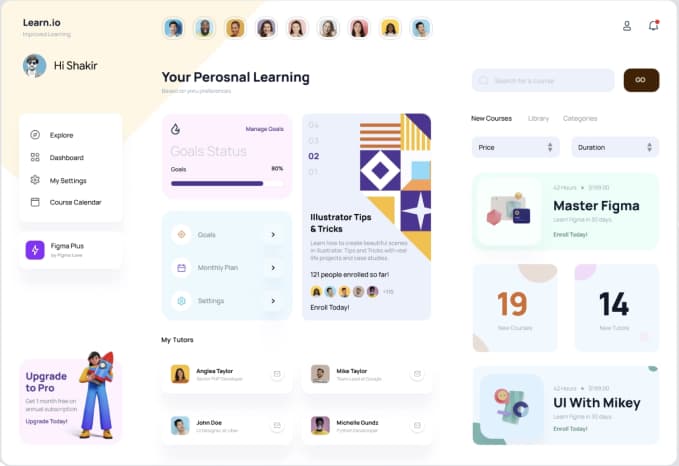 Learn.io
Improved Learning
Hi Shakir
Explore
Dashboard
My Settings
Course Calendar
Figma Plus
by Figma Love
Upgrade
to Pro
Get 1 month free on
annual subscription
Upgrade Today!
Your Perosnal Learning
Based on you preferences
Manage Goals
Goals Status
Goals
80%
Goals
Monthly Plan
Settings
04
03
02
01
Illustrator Tips
& Tricks
Learn how to create beautiful scenes
in illustrator. Tips and Tricks with real
life projects and case studies.
121 people enrolled so far!
Enroll Today!
My Tutors
Anglea Taylor
Senior PHP Developer
Mike Taylor
Team Lead at Google
John Doe
UI Designer at Uber
Michelle Gunds
Python Developer
Search for a course
GO
New Courses
Library
Categories
Price
Duration
42 Hours
$199.00
Master Figma
Learn Figma in 30 days
Enroll Today!
19
New Courses
14
New Tutors
42 Hours
$199.00
UI With Mikey
Learn Figma in 30 days
Enroll Today!